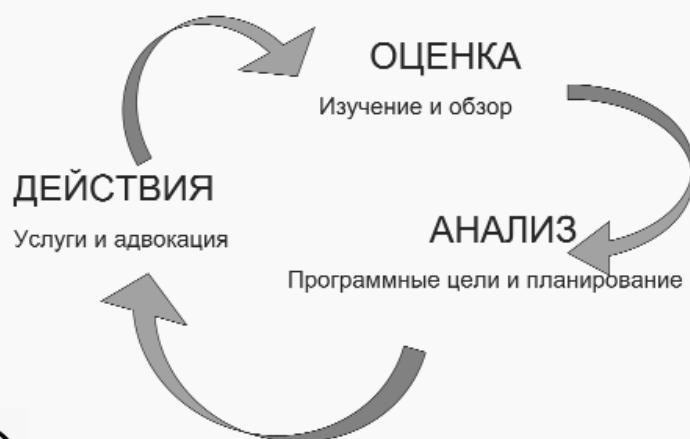 ОЦЕНКА
Изучение и обзор
ДЕЙСТВИЯ
Услуги и адвокация
АНАЛИЗ
Программные цели и планирование